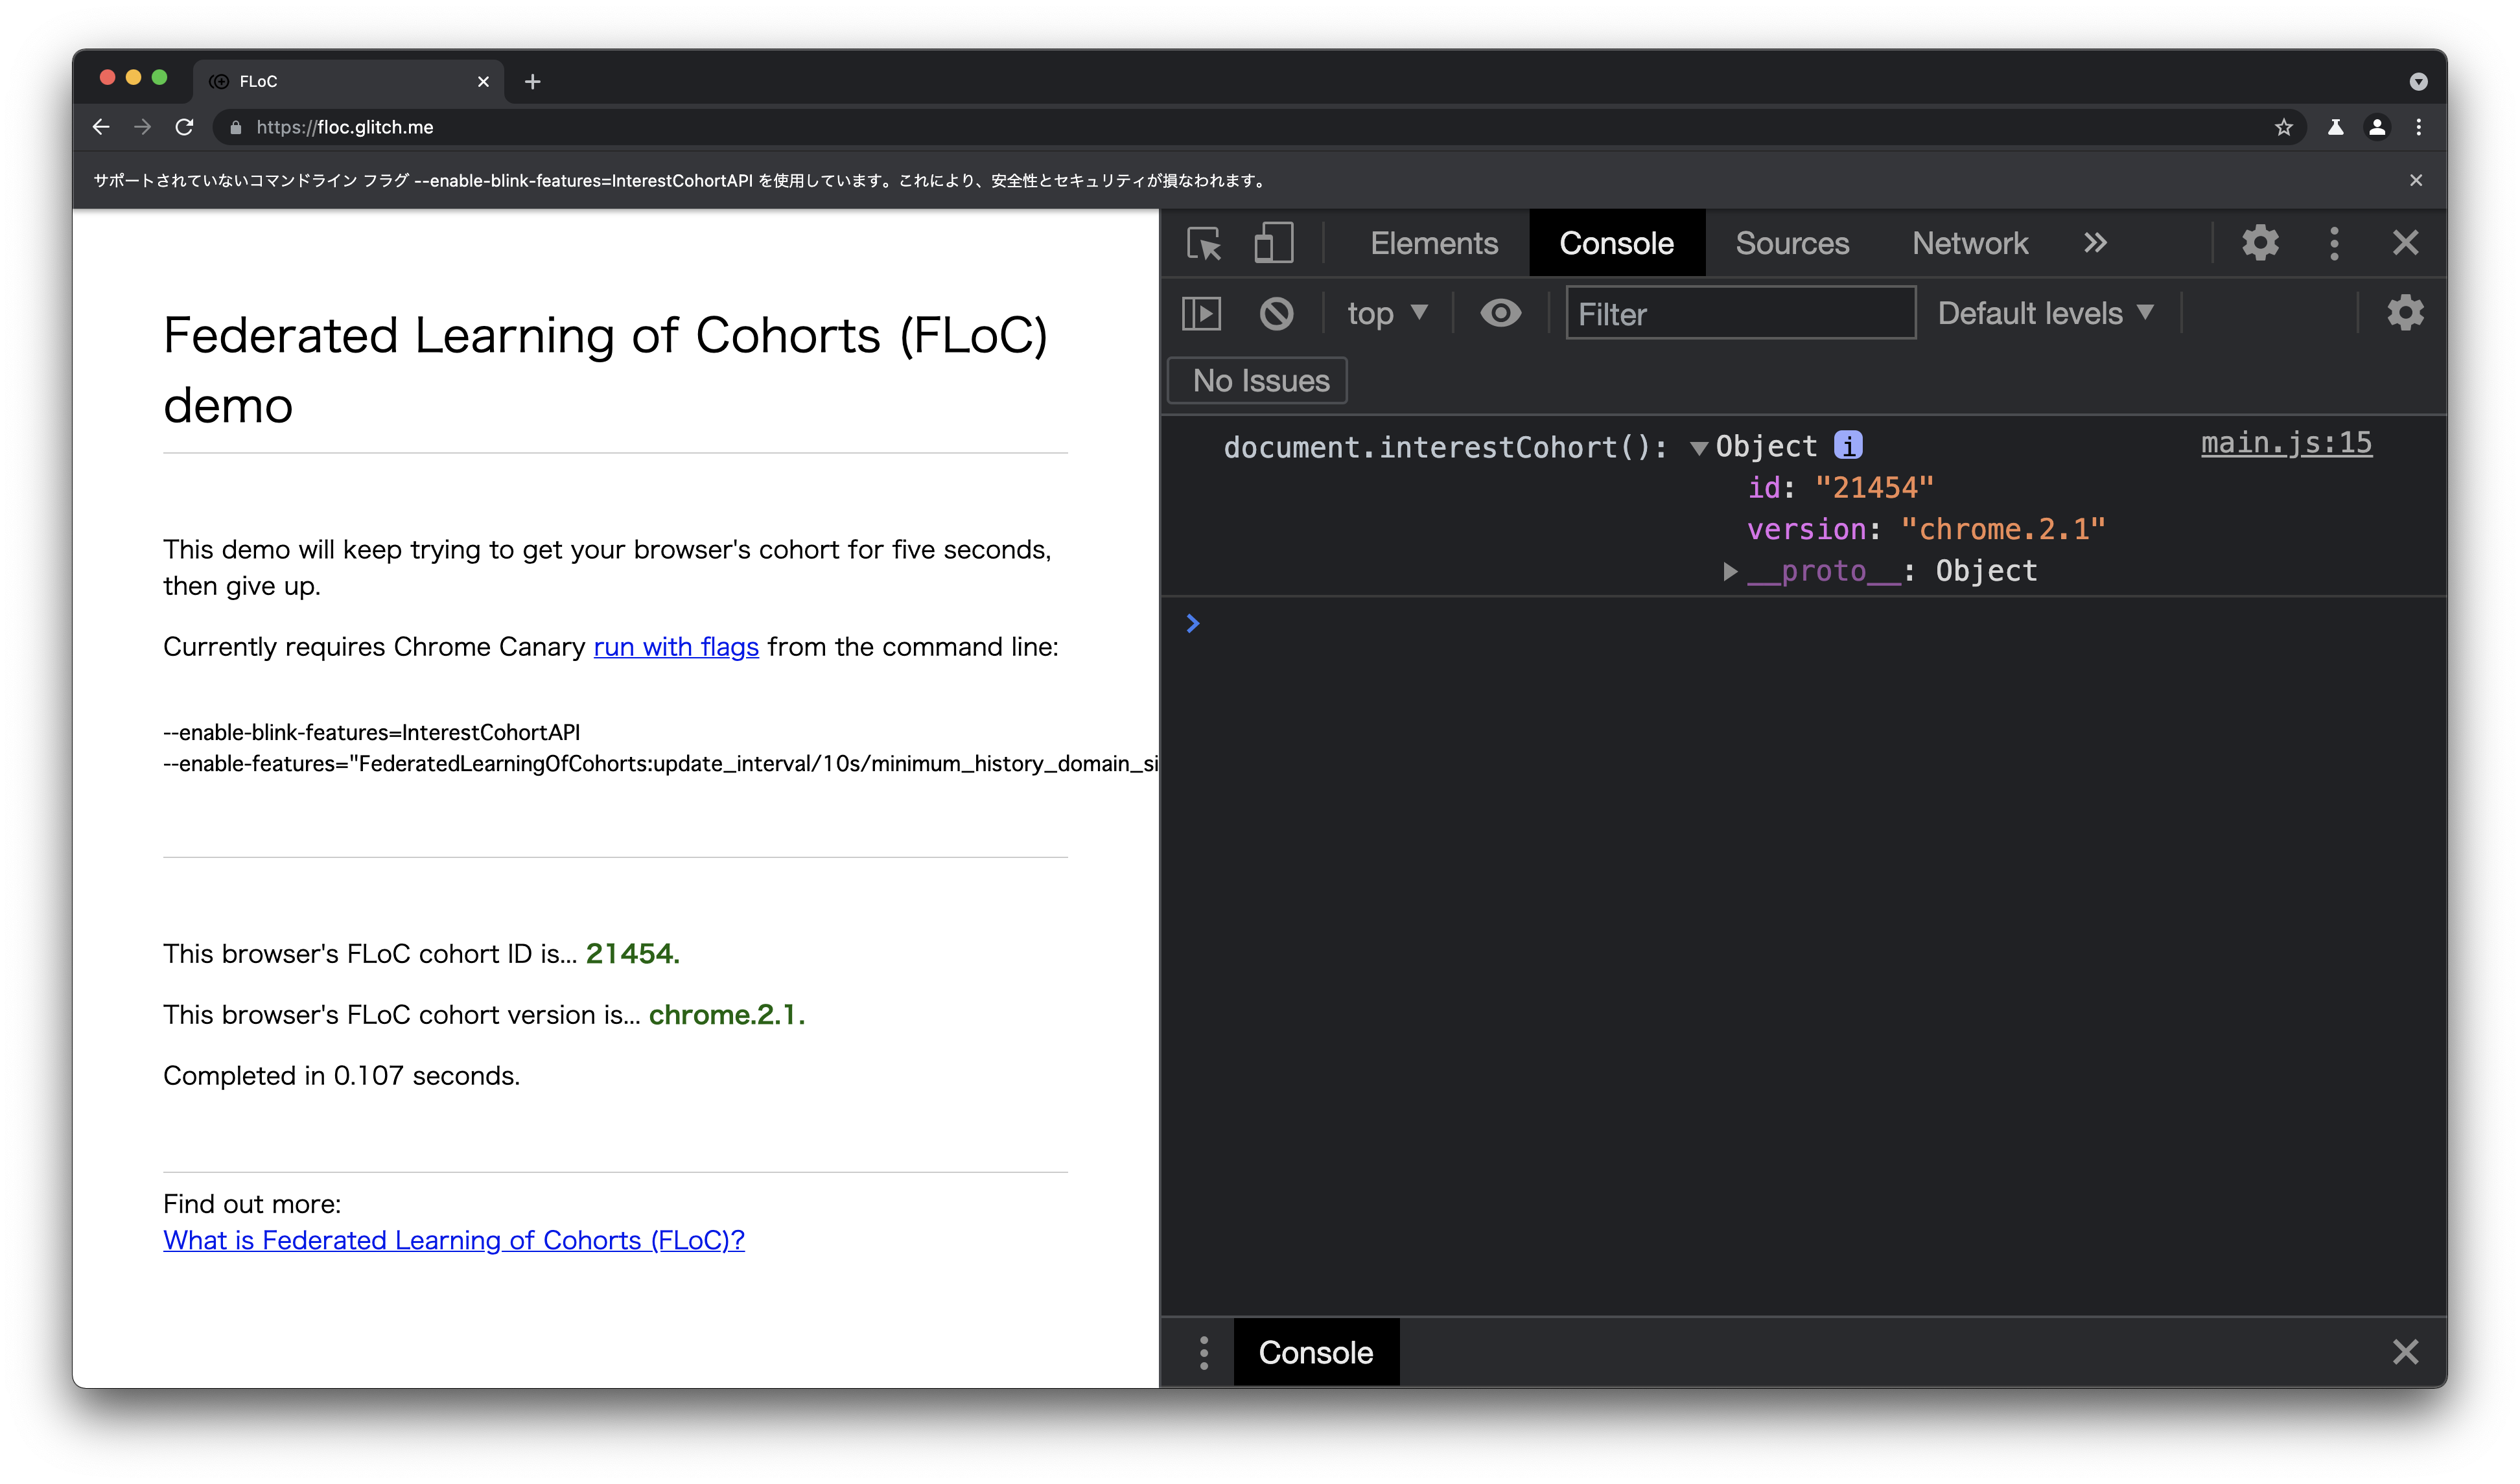 FLoC
https://floc.glitch.me
サポートされていないコマンドライン フラグ --enable-blink-features=InterestCohortAPI を使用しています。これにより、安全性とセキュリティが損なわれます。
Federated Learning of Cohorts (FLoC)
demo
This demo will keep trying to get your browser's cohort for five seconds,
then give up.
Currently requires Chrome Canary run with flags from the command line:
--enable-blink-features=InterestCohortAPI
--enable-features="FederatedLearningOfCohorts:update_interval/10s/minimum_history_domain_si
This browser's FLoC cohort ID is... 21454.
This browser's FLoC cohort version is... chrome.2.1.
Completed in 0.107 seconds.
Find out more:
What is Federated Learning of Cohorts (FLoC)?
Elements Console Sources Network
top Filter Default levels
No Issues
document.interestCohort(): Object i main.js:15
id: "21454"
version: "chrome.2.1"
__proto__: Object
Console